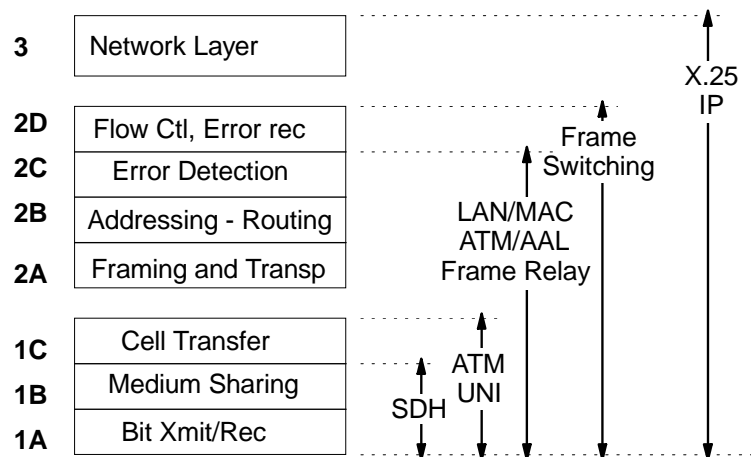 3 Network Layer
X.25
IP
2D Flow Ctl, Error rec
Frame
Switching
2C Error Detection
2B Addressing - Routing
LAN/MAC
ATM/AAL
Frame Relay
2A Framing and Transp
1C Cell Transfer
ATM
UNI
1B Medium Sharing
SDH
1A Bit Xmit/Rec